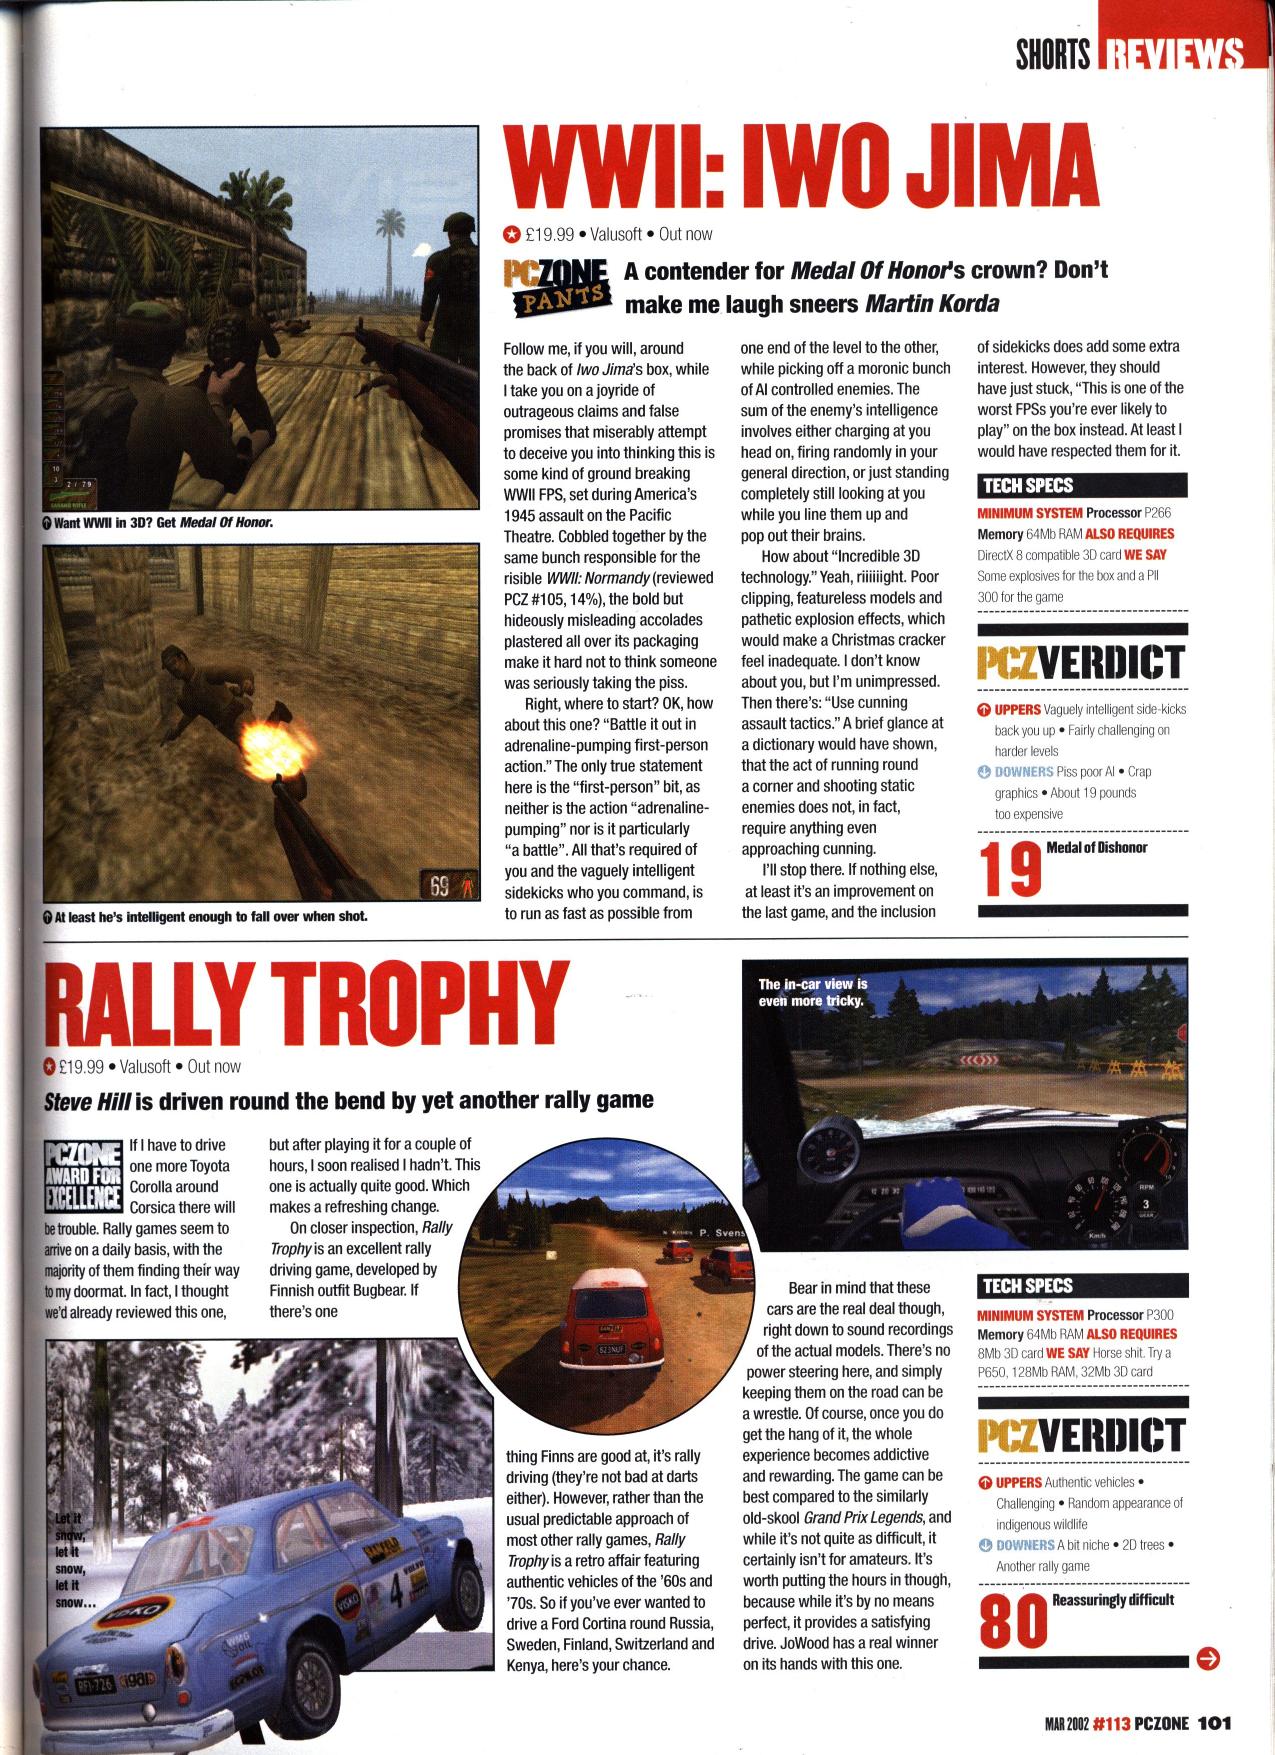 SHORTS REVIEWS
WWII: IWO JIMA
£19.99 • Valusoft • Out now
PCZONE
PANTS
A contender for Medal Of Honor's crown? Don't
make me laugh sneers Martin Korda
Follow me, if you will, around
the back of Iwo Jima's box, while
I take you on a joyride of
outrageous claims and false
promises that miserably attempt
to deceive you into thinking this is
some kind of ground breaking
WWII FPS, set during America's
1945 assault on the Pacific
Theatre. Cobbled together by the
same bunch responsible for the
risible WWII: Normandy (reviewed
PCZ #105, 14%), the bold but
hideously misleading accolades
plastered all over its packaging
make it hard not to think someone
was seriously taking the piss.
Right, where to start? OK, how
about this one? “Battle it out in
adrenaline-pumping first-person
action.” The only true statement
here is the “first-person” bit, as
neither is the action “adrenaline-
pumping” nor is it particularly
“a battle”. All that's required of
you and the vaguely intelligent
sidekicks who you command, is
to run as fast as possible from
one end of the level to the other,
while picking off a moronic bunch
of AI controlled enemies. The
sum of the enemy's intelligence
involves either charging at you
head on, firing randomly in your
general direction, or just standing
completely still looking at you
while you line them up and
pop out their brains.
How about “Incredible 3D
technology.” Yeah, riiiiiight. Poor
clipping, featureless models and
pathetic explosion effects, which
would make a Christmas cracker
feel inadequate. I don't know
about you, but I'm unimpressed.
Then there's: “Use cunning
assault tactics.” A brief glance at
a dictionary would have shown,
that the act of running round
a corner and shooting static
enemies does not, in fact,
require anything even
approaching cunning.
I'll stop there. If nothing else,
at least it's an improvement on
the last game, and the inclusion
of sidekicks does add some extra
interest. However, they should
have just stuck, “This is one of the
worst FPSs you're ever likely to
play” on the box instead. At least I
would have respected them for it.
2 / 79
GARAND RIFLE
Want WWII in 3D? Get Medal Of Honor.
69
At least he's intelligent enough to fall over when shot.
TECH SPECS
MINIMUM SYSTEM Processor P266
Memory 64Mb RAM ALSO REQUIRES
DirectX 8 compatible 3D card WE SAY
Some explosives for the box and a PII
300 for the game
PCZVERDICT
UPPERS Vaguely intelligent side-kicks
back you up • Fairly challenging on
harder levels
DOWNERS Piss poor AI • Crap
graphics • About 19 pounds
too expensive
19 Medal of Dishonor
RALLY TROPHY
£19.99 • Valusoft • Out now
Steve Hill is driven round the bend by yet another rally game
PCZONE
AWARD FOR
EXCELLENCE
If I have to drive
one more Toyota
Corolla around
Corsica there will
be trouble. Rally games seem to
arrive on a daily basis, with the
majority of them finding their way
to my doormat. In fact, I thought
we'd already reviewed this one,
but after playing it for a couple of
hours, I soon realised I hadn't. This
one is actually quite good. Which
makes a refreshing change.
On closer inspection, Rally
Trophy is an excellent rally
driving game, developed by
Finnish outfit Bugbear. If
there's one
thing Finns are good at, it's rally
driving (they're not bad at darts
either). However, rather than the
usual predictable approach of
most other rally games, Rally
Trophy is a retro affair featuring
authentic vehicles of the '60s and
'70s. So if you've ever wanted to
drive a Ford Cortina round Russia,
Sweden, Finland, Switzerland and
Kenya, here's your chance.
Bear in mind that these
cars are the real deal though,
right down to sound recordings
of the actual models. There's no
power steering here, and simply
keeping them on the road can be
a wrestle. Of course, once you do
get the hang of it, the whole
experience becomes addictive
and rewarding. The game can be
best compared to the similarly
old-skool Grand Prix Legends, and
while it's not quite as difficult, it
certainly isn't for amateurs. It's
worth putting the hours in though,
because while it's by no means
perfect, it provides a satisfying
drive. JoWood has a real winner
on its hands with this one.
The in-car view is
even more tricky.
RPM
3
GEAR
Km/h
P. Svens
623NUF
Let it
snow,
let it
snow,
let it
snow...
VISKO
VISKO
4
VOLVO
RFI-726
TECH SPECS
MINIMUM SYSTEM Processor P300
Memory 64Mb RAM ALSO REQUIRES
8Mb 3D card WE SAY Horse shit. Try a
P650, 128Mb RAM, 32Mb 3D card
PCZVERDICT
UPPERS Authentic vehicles •
Challenging • Random appearance of
indigenous wildlife
DOWNERS A bit niche • 2D trees •
Another rally game
80 Reassuringly difficult
MAR 2002 #113 PCZONE 101